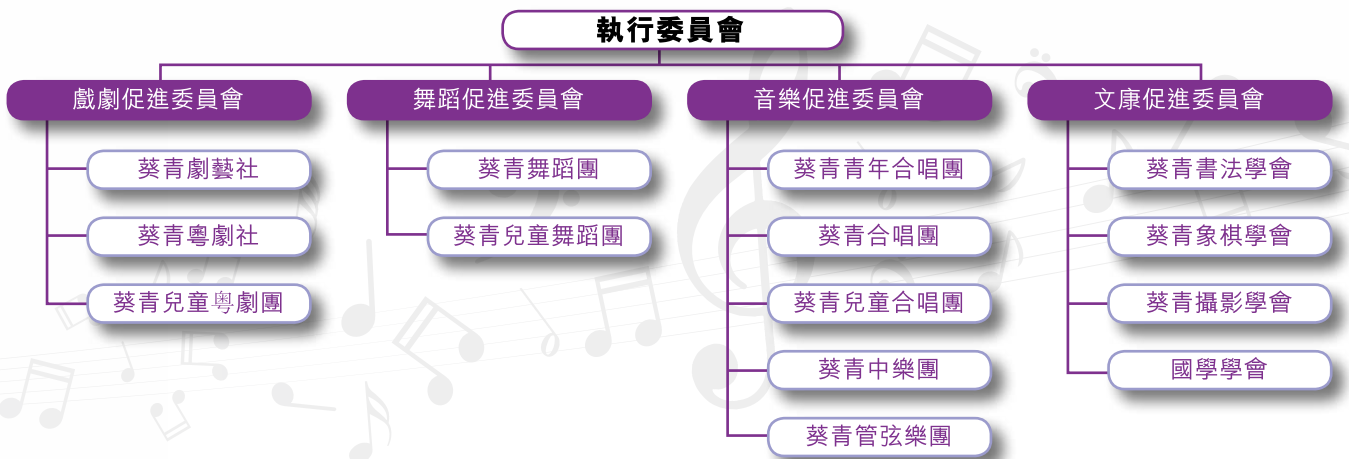 執行委員會
戲劇促進委員會
葵青劇藝社
葵青粵劇社
葵青兒童粵劇團
舞蹈促進委員會
葵青舞蹈團
葵青兒童舞蹈團
音樂促進委員會
葵青青年合唱團
葵青合唱團
葵青兒童合唱團
葵青中樂團
葵青管弦樂團
文康促進委員會
葵青書法學會
葵青象棋學會
葵青攝影學會
國學學會